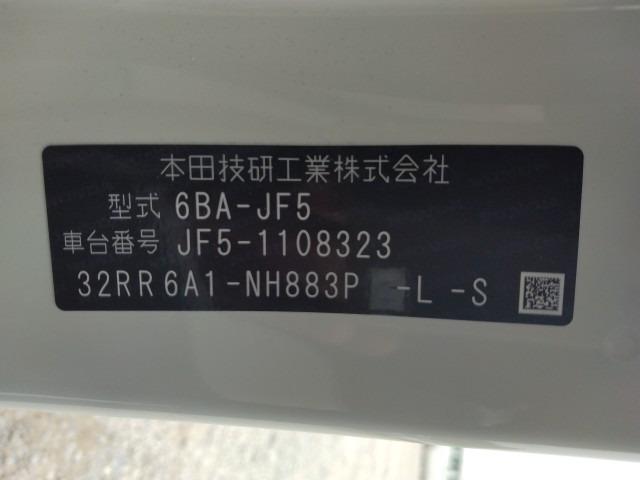 本田技研工業株式会社
型式 6BA-JF5
車台番号 JF5-1108323
32RR6A1-NH883P -L-S